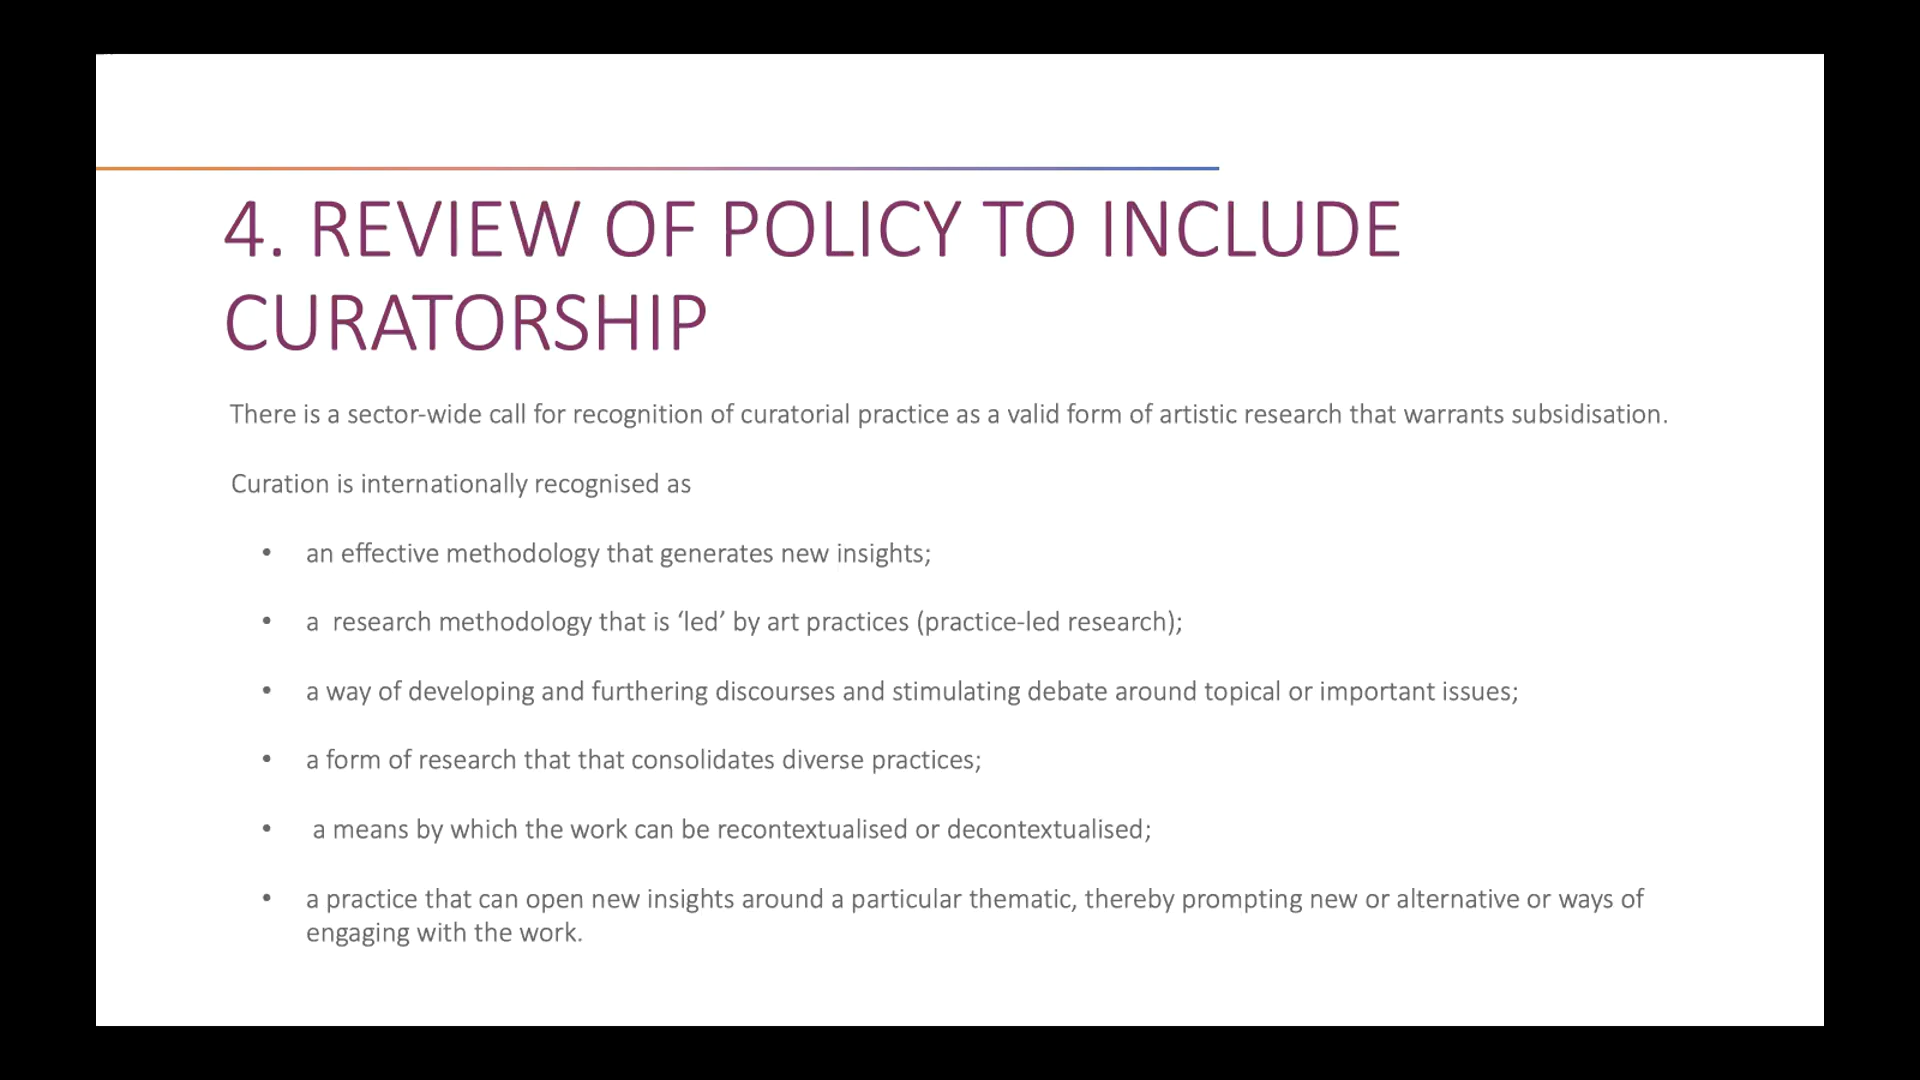 4. REVIEW OF POLICY TO INCLUDE
CURATORSHIP
There is a sector-wide call for recognition of curatorial practice as a valid form of artistic research that warrants subsidisation.
Curation is internationally recognised as
• an effective methodology that generates new insights;
• a  research methodology that is ‘led’ by art practices (practice-led research);
• a way of developing and furthering discourses and stimulating debate around topical or important issues;
• a form of research that that consolidates diverse practices;
• a means by which the work can be recontextualised or decontextualised;
• a practice that can open new insights around a particular thematic, thereby prompting new or alternative or ways of
engaging with the work.